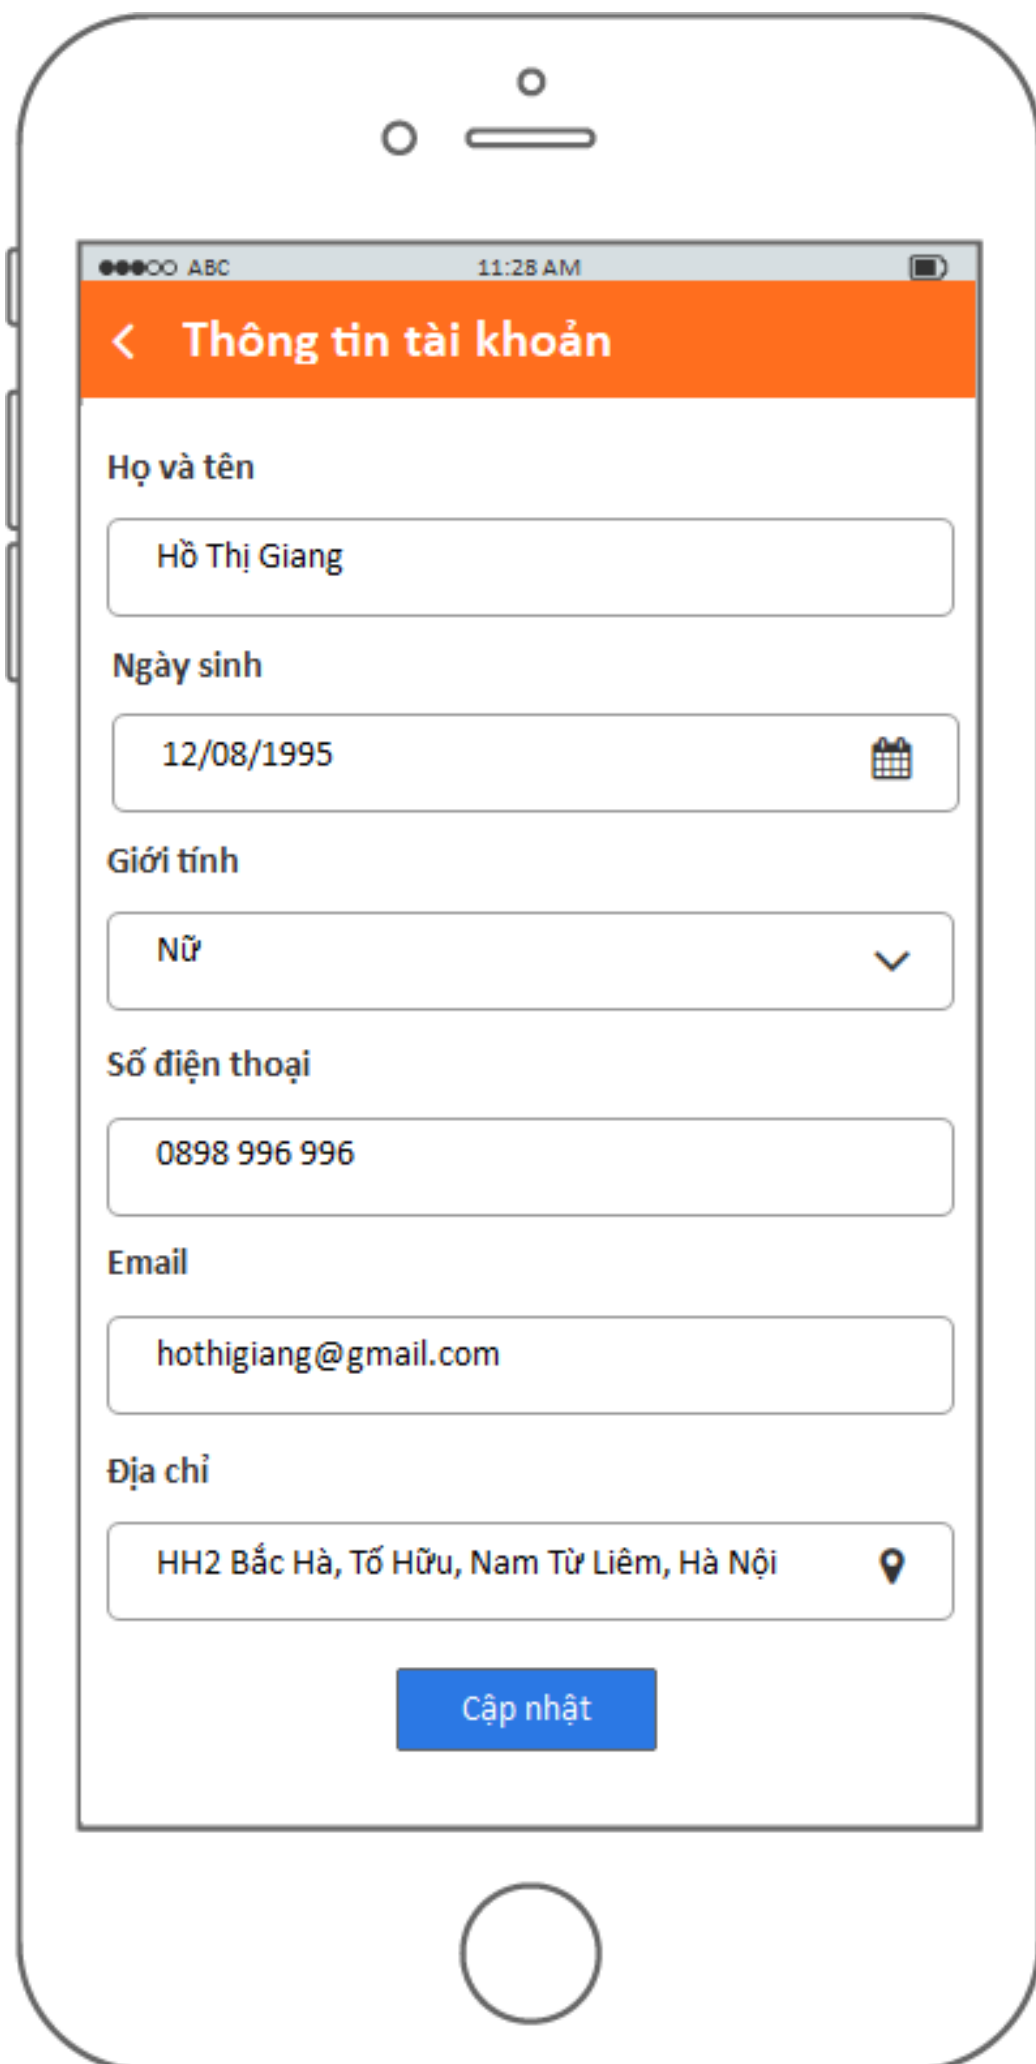 ABC 11:28 AM
Thông tin tài khoản
Họ và tên
Hồ Thị Giang
Ngày sinh
12/08/1995
Giới tính
Nữ
Số điện thoại
0898 996 996
Email
hothigiang@gmail.com
Địa chỉ
HH2 Bắc Hà, Tố Hữu, Nam Từ Liêm, Hà Nội
Cập nhật